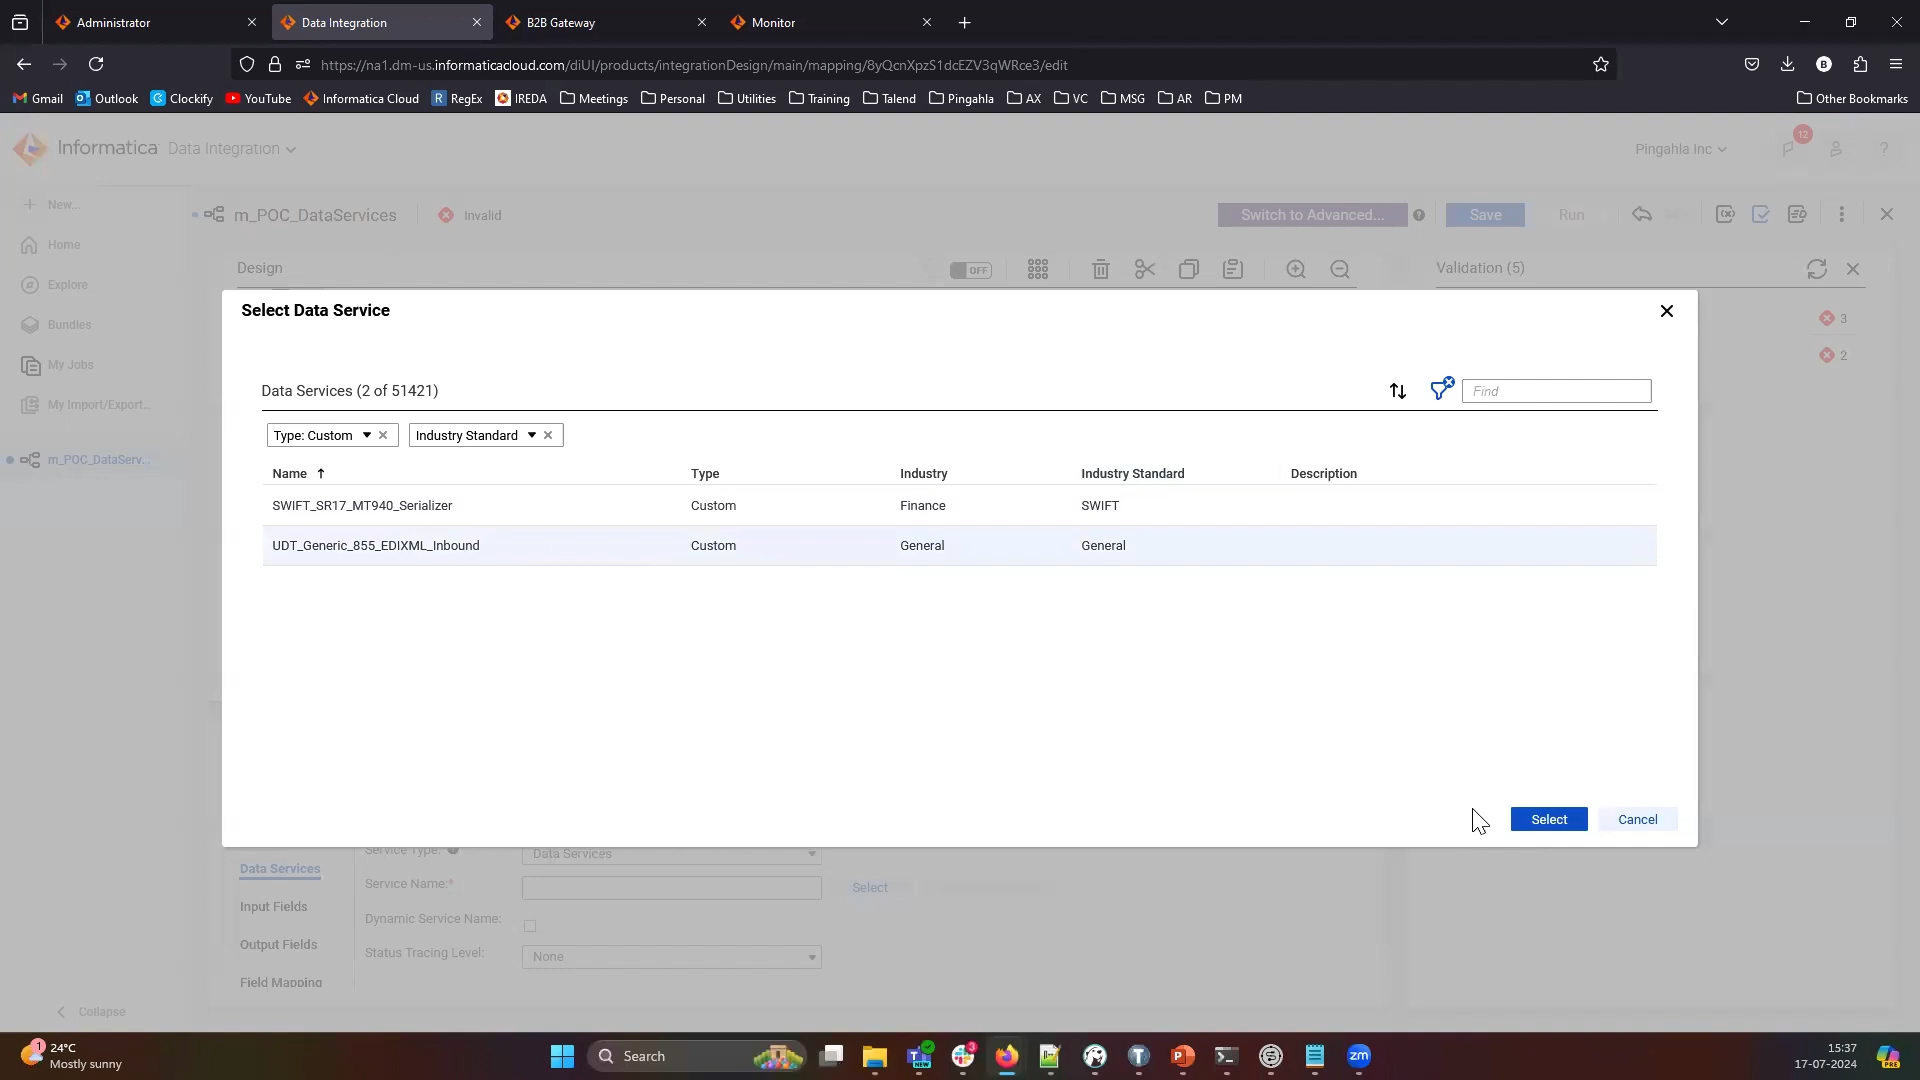 Administrator
Data Integration
B2B Gateway
Monitor
https://na1.dm-us.informaticacloud.com/diUI/products/integrationDesign/main/mapping/8yQcnXpzS1dcEZV3qWRce3/edit
B
Gmail Outlook Clockify YouTube Informatica Cloud RegEx IREDA Meetings Personal Utilities Training Talend Pingahla AX VC MSG AR PM Other Bookmarks
Informatica Data Integration
Pingahla Inc
12
?
New...
m_POC_DataServices
Invalid
Switch to Advanced...
?
Save
Run
Home
Explore
Bundles
My Jobs
My Import/Export...
m_POC_DataServ...
Collapse
Design
OFF
Validation (5)
3
2
Select Data Service
Data Services (2 of 51421)
Find
Type: Custom
Industry Standard
Name Type Industry Industry Standard Description
SWIFT_SR17_MT940_Serializer Custom Finance SWIFT
UDT_Generic_855_EDIXML_Inbound Custom General General
Select
Cancel
Data Services
Input Fields
Output Fields
Field Mapping
Service Type:
Data Services
Service Name:*
Select
Dynamic Service Name:
Status Tracing Level:
None
1
24°C
Mostly sunny
Search
NEW
3
zm
15:37
17-07-2024
PRE